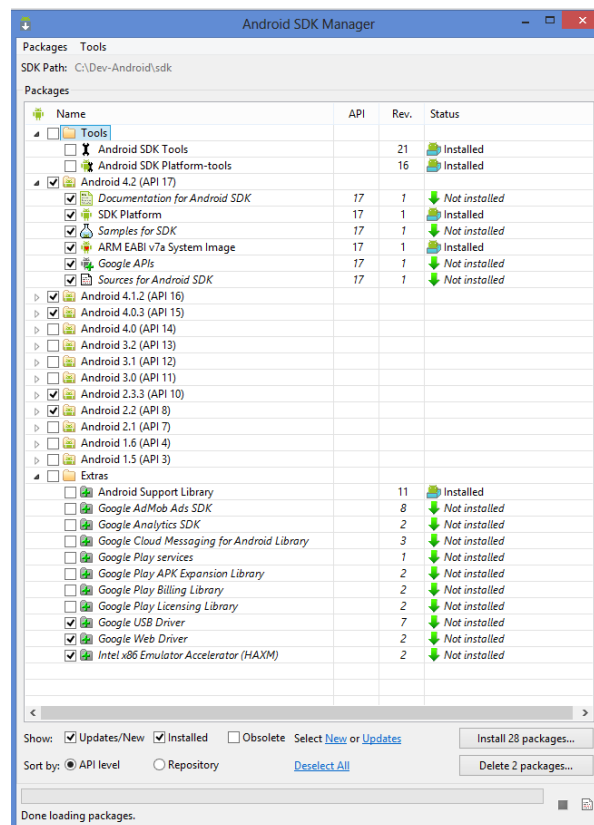 Android SDK Manager
Packages Tools
SDK Path: C:\Dev-Android\sdk
Packages
Name API Rev. Status
Tools
Android SDK Tools 21 Installed
Android SDK Platform-tools 16 Installed
Android 4.2 (API 17)
Documentation for Android SDK 17 1 Not installed
SDK Platform 17 1 Installed
Samples for SDK 17 1 Not installed
ARM EABI v7a System Image 17 1 Installed
Google APIs 17 1 Not installed
Sources for Android SDK 17 1 Not installed
Android 4.1.2 (API 16)
Android 4.0.3 (API 15)
Android 4.0 (API 14)
Android 3.2 (API 13)
Android 3.1 (API 12)
Android 3.0 (API 11)
Android 2.3.3 (API 10)
Android 2.2 (API 8)
Android 2.1 (API 7)
Android 1.6 (API 4)
Android 1.5 (API 3)
Extras
Android Support Library 11 Installed
Google AdMob Ads SDK 8 Not installed
Google Analytics SDK 2 Not installed
Google Cloud Messaging for Android Library 3 Not installed
Google Play services 1 Not installed
Google Play APK Expansion Library 2 Not installed
Google Play Billing Library 2 Not installed
Google Play Licensing Library 2 Not installed
Google USB Driver 7 Not installed
Google Web Driver 2 Not installed
Intel x86 Emulator Accelerator (HAXM) 2 Not installed
Show: Updates/New Installed Obsolete Select New or Updates Install 28 packages...
Sort by: API level Repository Deselect All Delete 2 packages...
Done loading packages.